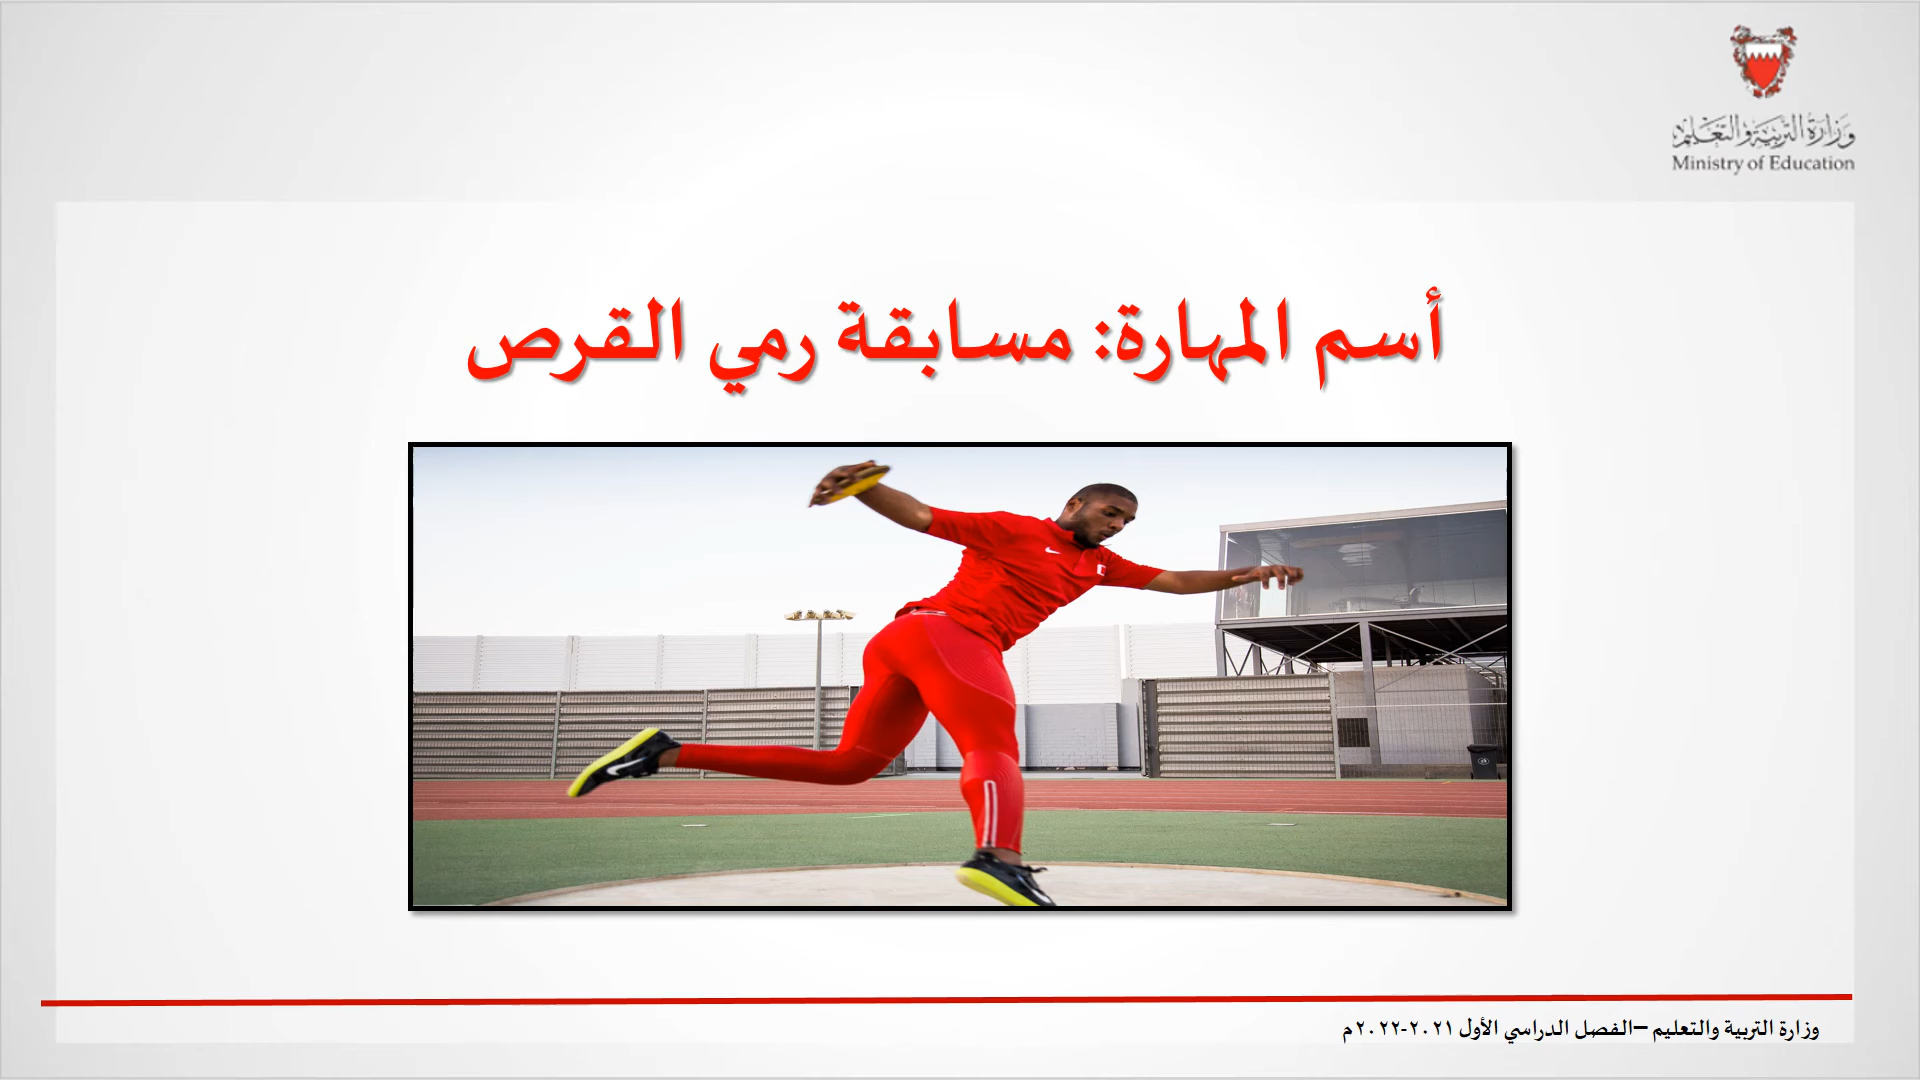 وزارة التربية والتعليم
Ministry of Education
أسم المهارة: مسابقة رمي القرص
وزارة التربية والتعليم –الفصل الدراسي الأول ٢٠٢١-٢٠٢٢م